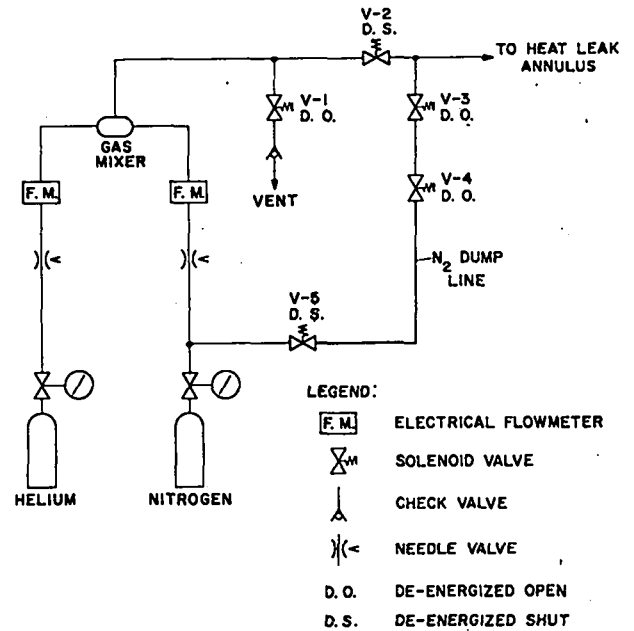 V-2
D. S.
TO HEAT LEAK
ANNULUS
V-1
D. O.
V-3
D. O.
GAS
MIXER
F. M.
F. M.
VENT
V-4
D. O.
N2 DUMP
LINE
V-5
D. S.
LEGEND:
F. M. ELECTRICAL FLOWMETER
SOLENOID VALVE
HELIUM
NITROGEN
CHECK VALVE
NEEDLE VALVE
D. O. DE-ENERGIZED OPEN
D. S. DE-ENERGIZED SHUT